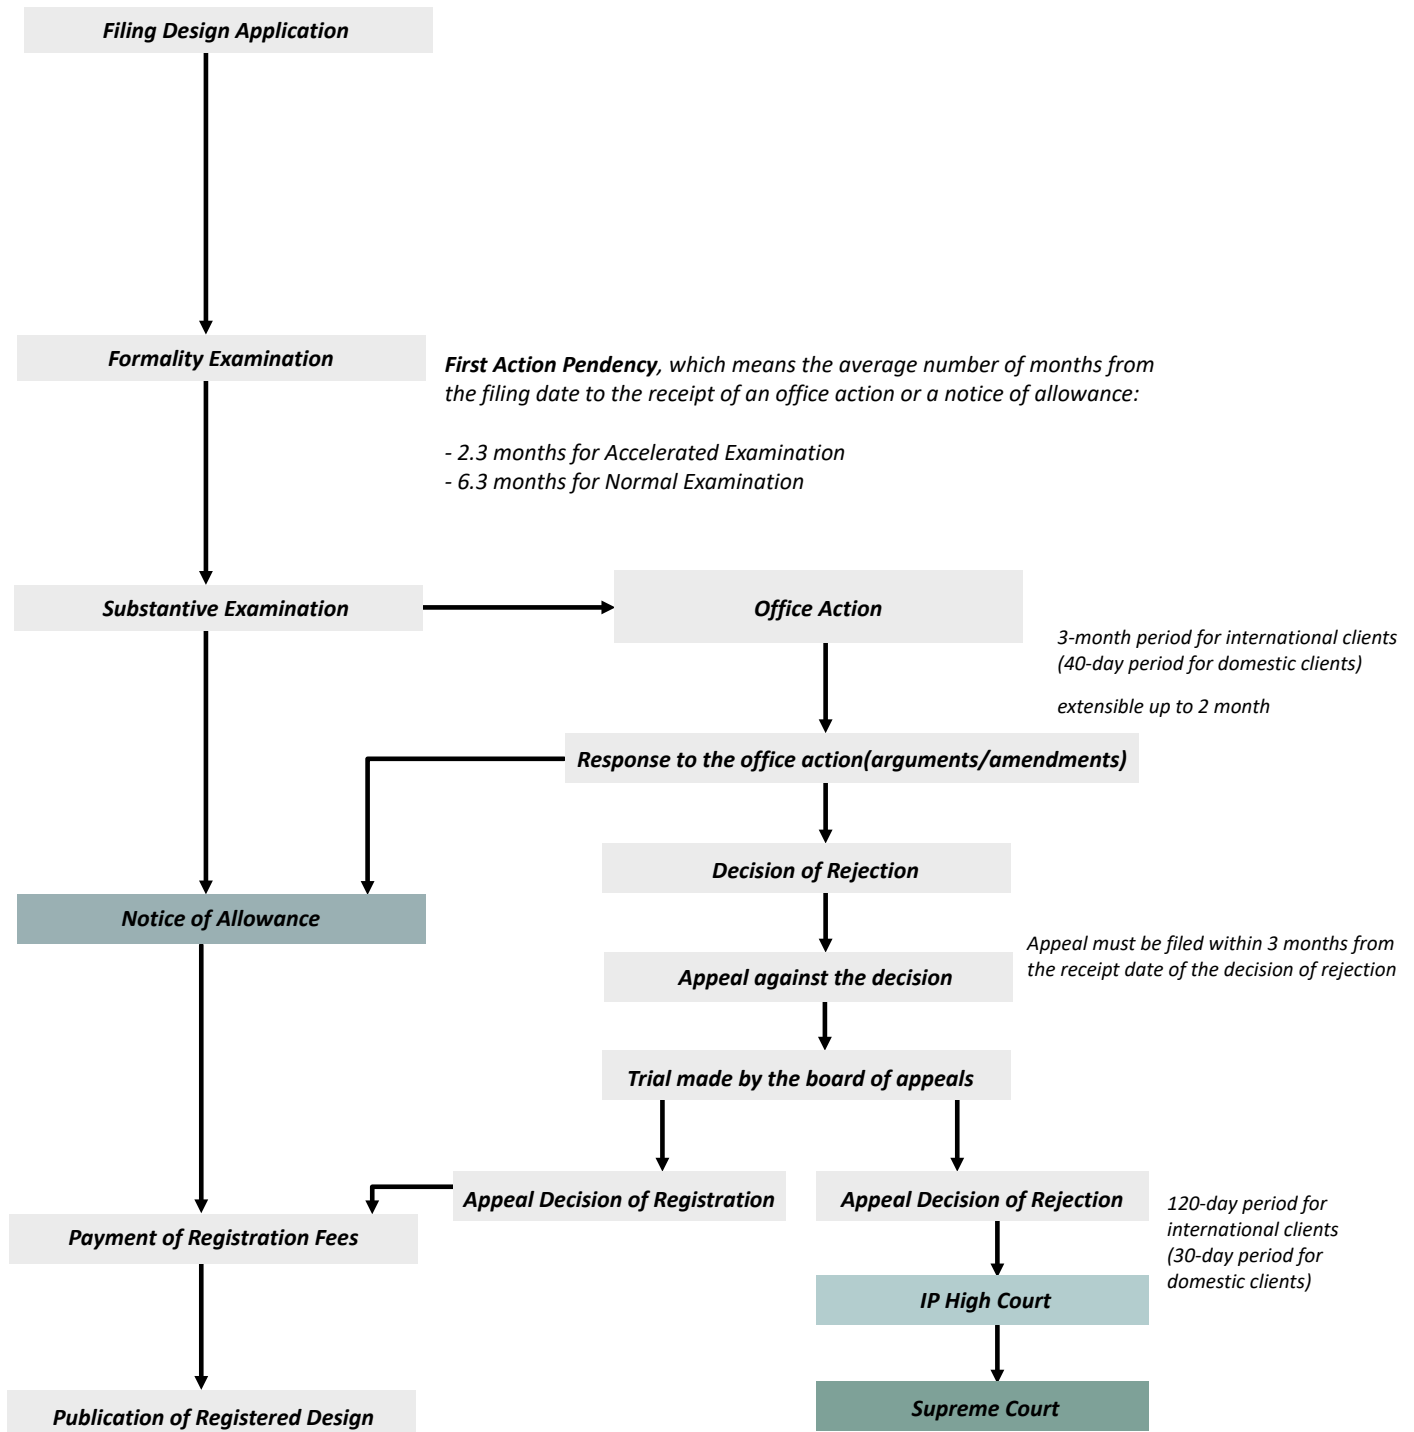 Filing Design Application
Formality Examination
First Action Pendency, which means the average number of months from
the filing date to the receipt of an office action or a notice of allowance:
- 2.3 months for Accelerated Examination
- 6.3 months for Normal Examination
Substantive Examination
Office Action
3-month period for international clients
(40-day period for domestic clients)
extensible up to 2 month
Response to the office action(arguments/amendments)
Decision of Rejection
Notice of Allowance
Appeal must be filed within 3 months from
the receipt date of the decision of rejection
Appeal against the decision
Trial made by the board of appeals
Appeal Decision of Registration
Appeal Decision of Rejection
120-day period for
international clients
(30-day period for
domestic clients)
Payment of Registration Fees
IP High Court
Supreme Court
Publication of Registered Design